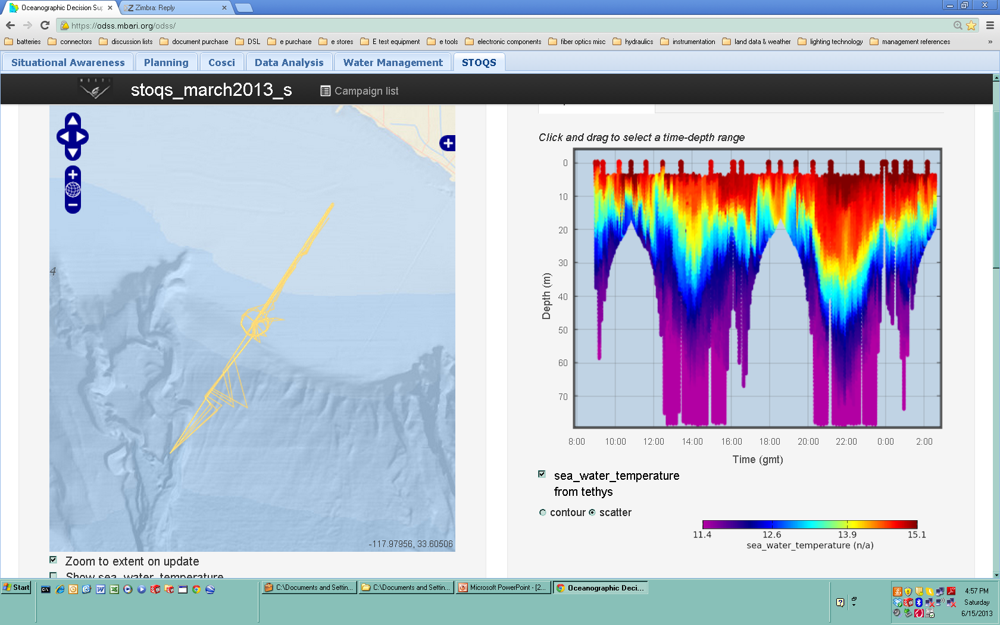 Oceanographic Decision Sup
Zimbra: Reply
https://odss.mbari.org/odss/
batteries connectors discussion lists document purchase DSL e purchase e stores E test equipment e tools electronic components fiber optics misc hydraulics instrumentation land data & weather lighting technology management references »
Situational Awareness Planning Cosci Data Analysis Water Management STOQS
MBARI stoqs_march2013_s Campaign list
Click and drag to select a time-depth range
4
0
10
20
30
40
50
60
70
Depth (m)
8:00 10:00 12:00 14:00 16:00 18:00 20:00 22:00 0:00 2:00
Time (gmt)
sea_water_temperature
from tethys
contour scatter
11.4 12.6 13.9 15.1
sea_water_temperature (n/a)
-117.97956, 33.60506
Zoom to extent on update
Show sea_water_temperature
Start
C:\Documents and Settin...
C:\Documents and Settin...
Microsoft PowerPoint - [2...
Oceanographic Deci...
4:57 PM
Saturday
6/15/2013